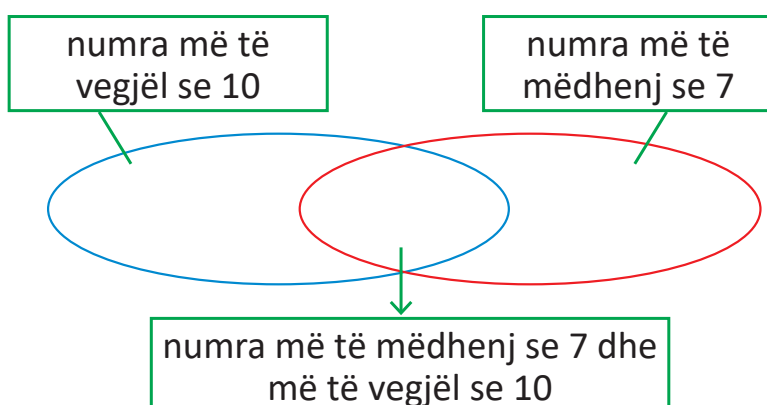 numra më të
vegjël se 10
numra më të
mëdhenj se 7
numra më të mëdhenj se 7 dhe
më të vegjël se 10